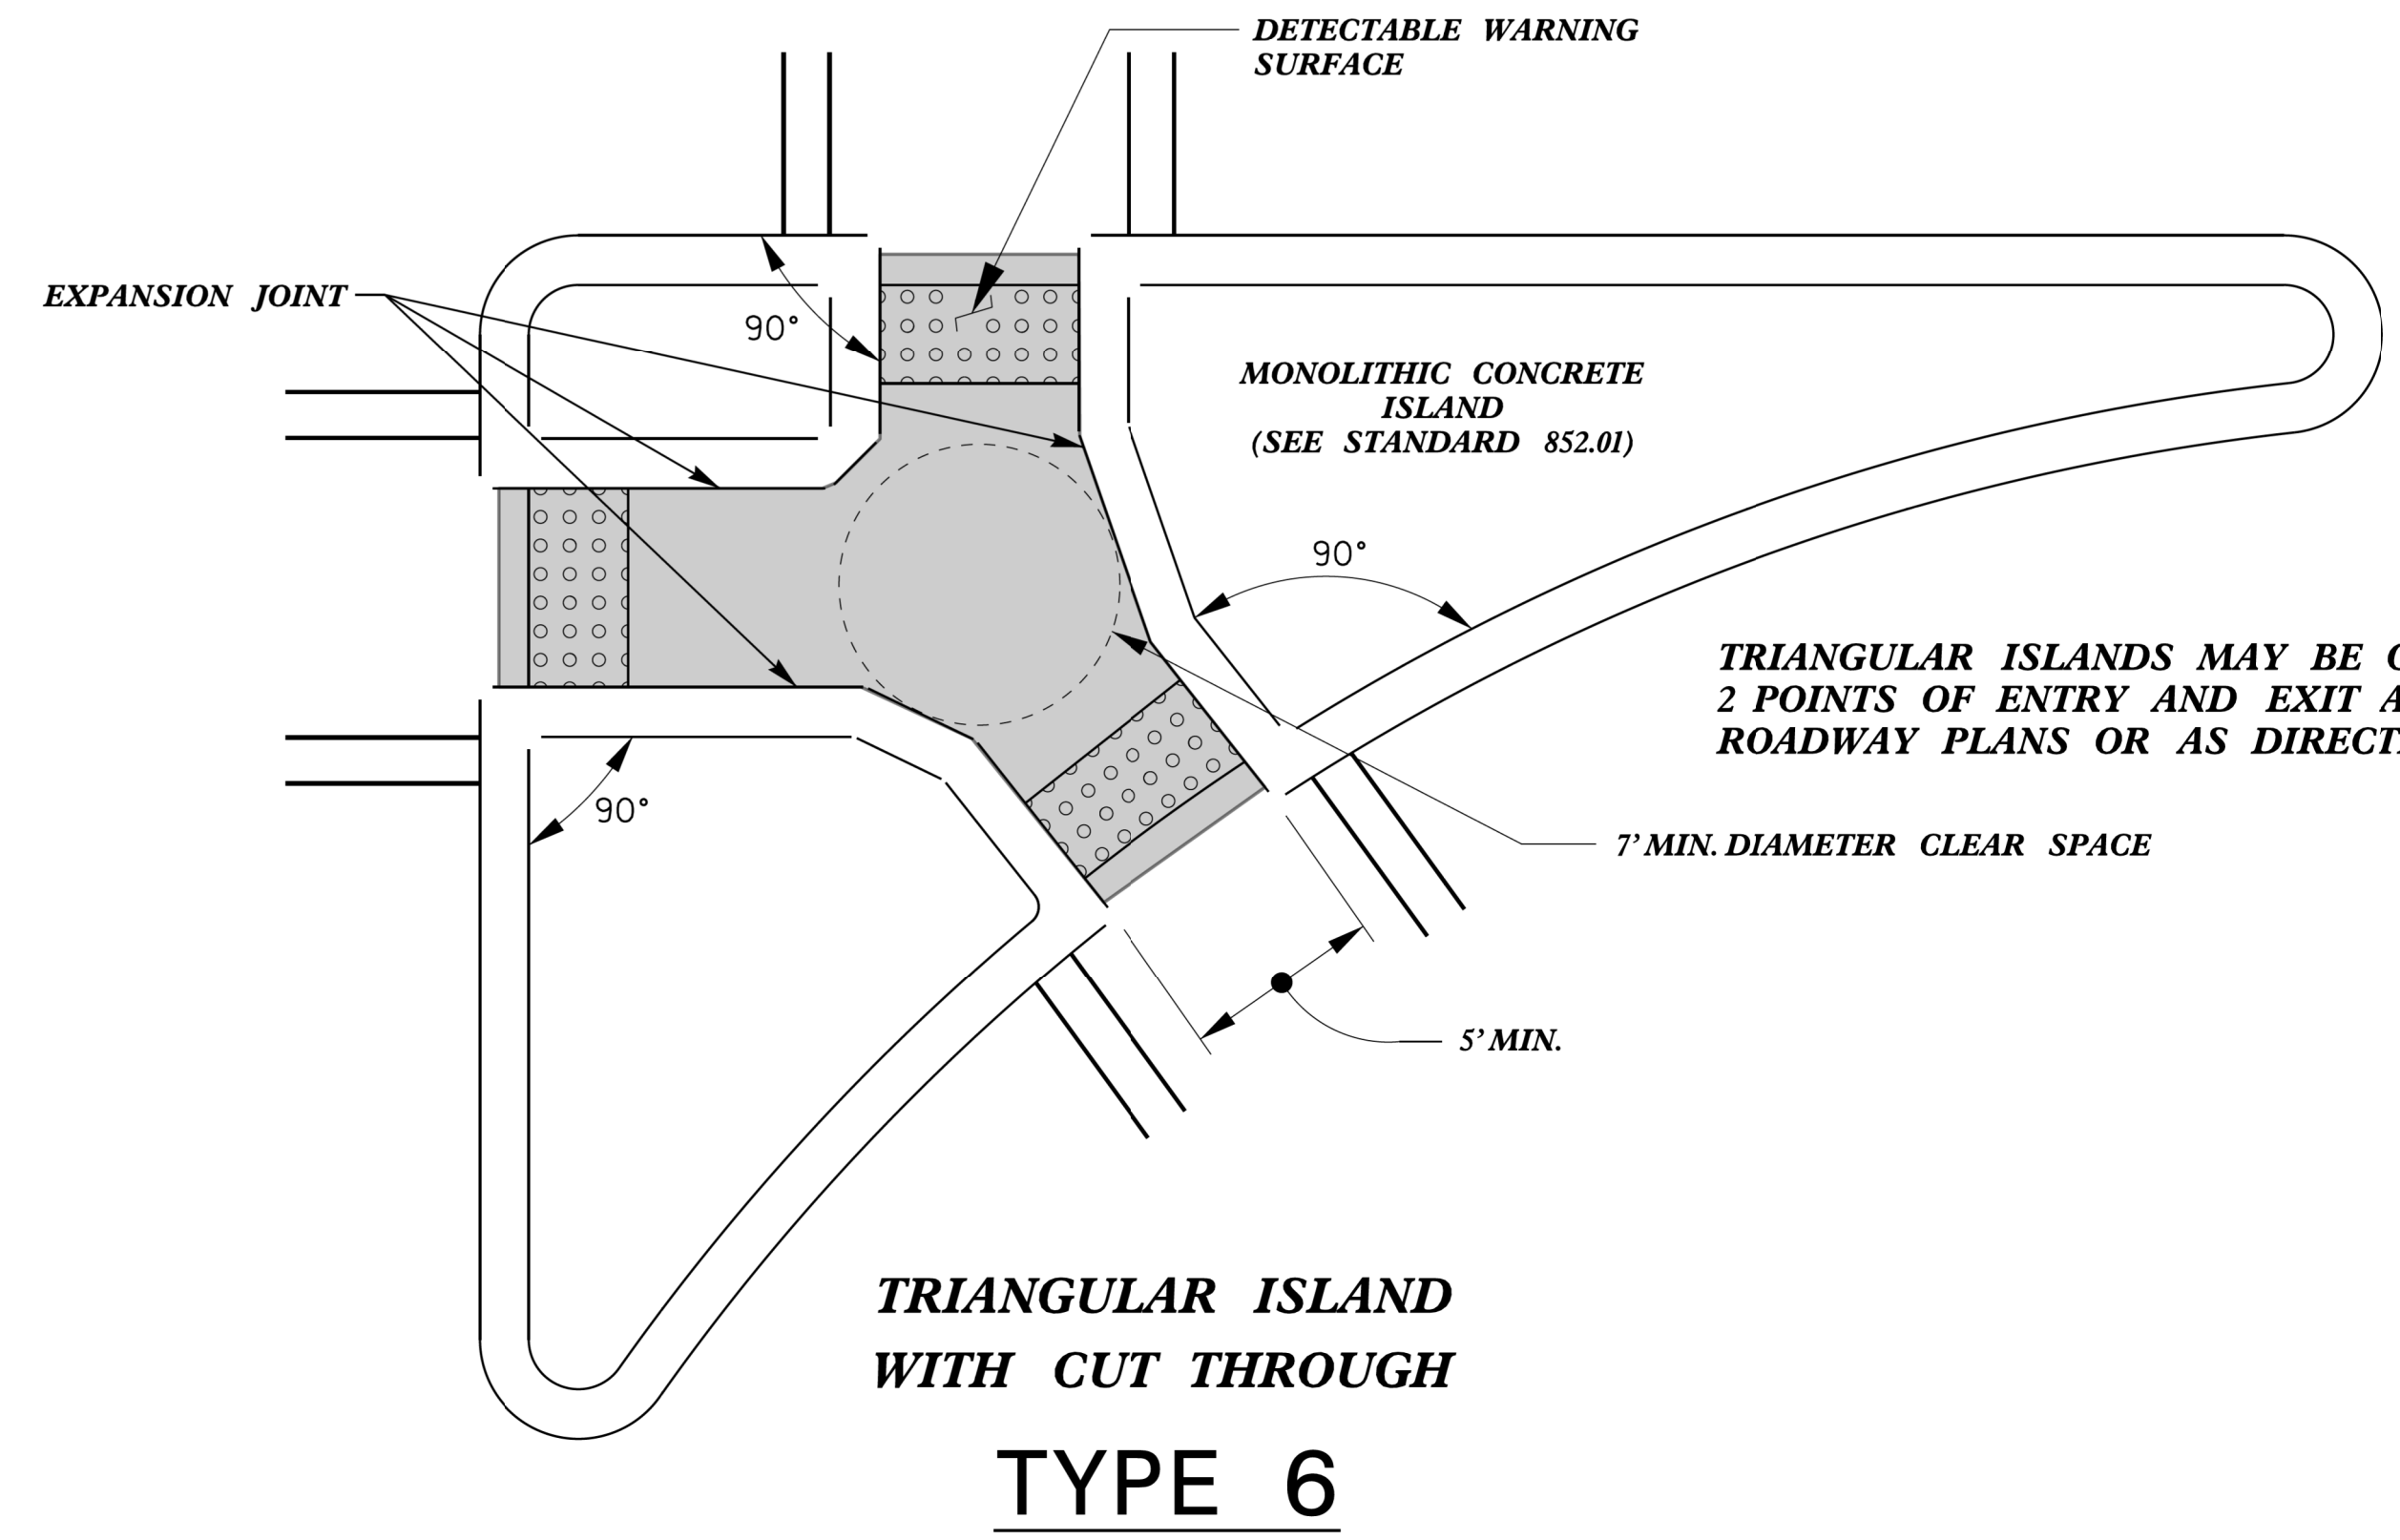 DETECTABLE WARNING
SURFACE
EXPANSION JOINT
90°
MONOLITHIC CONCRETE
ISLAND
(SEE STANDARD 852.01)
90°
TRIANGULAR ISLANDS MAY BE
2 POINTS OF ENTRY AND EXIT
ROADWAY PLANS OR AS
90°
7' MIN. DIAMETER CLEAR SPACE
5' MIN.
TRIANGULAR ISLAND
WITH CUT THROUGH
TYPE 6